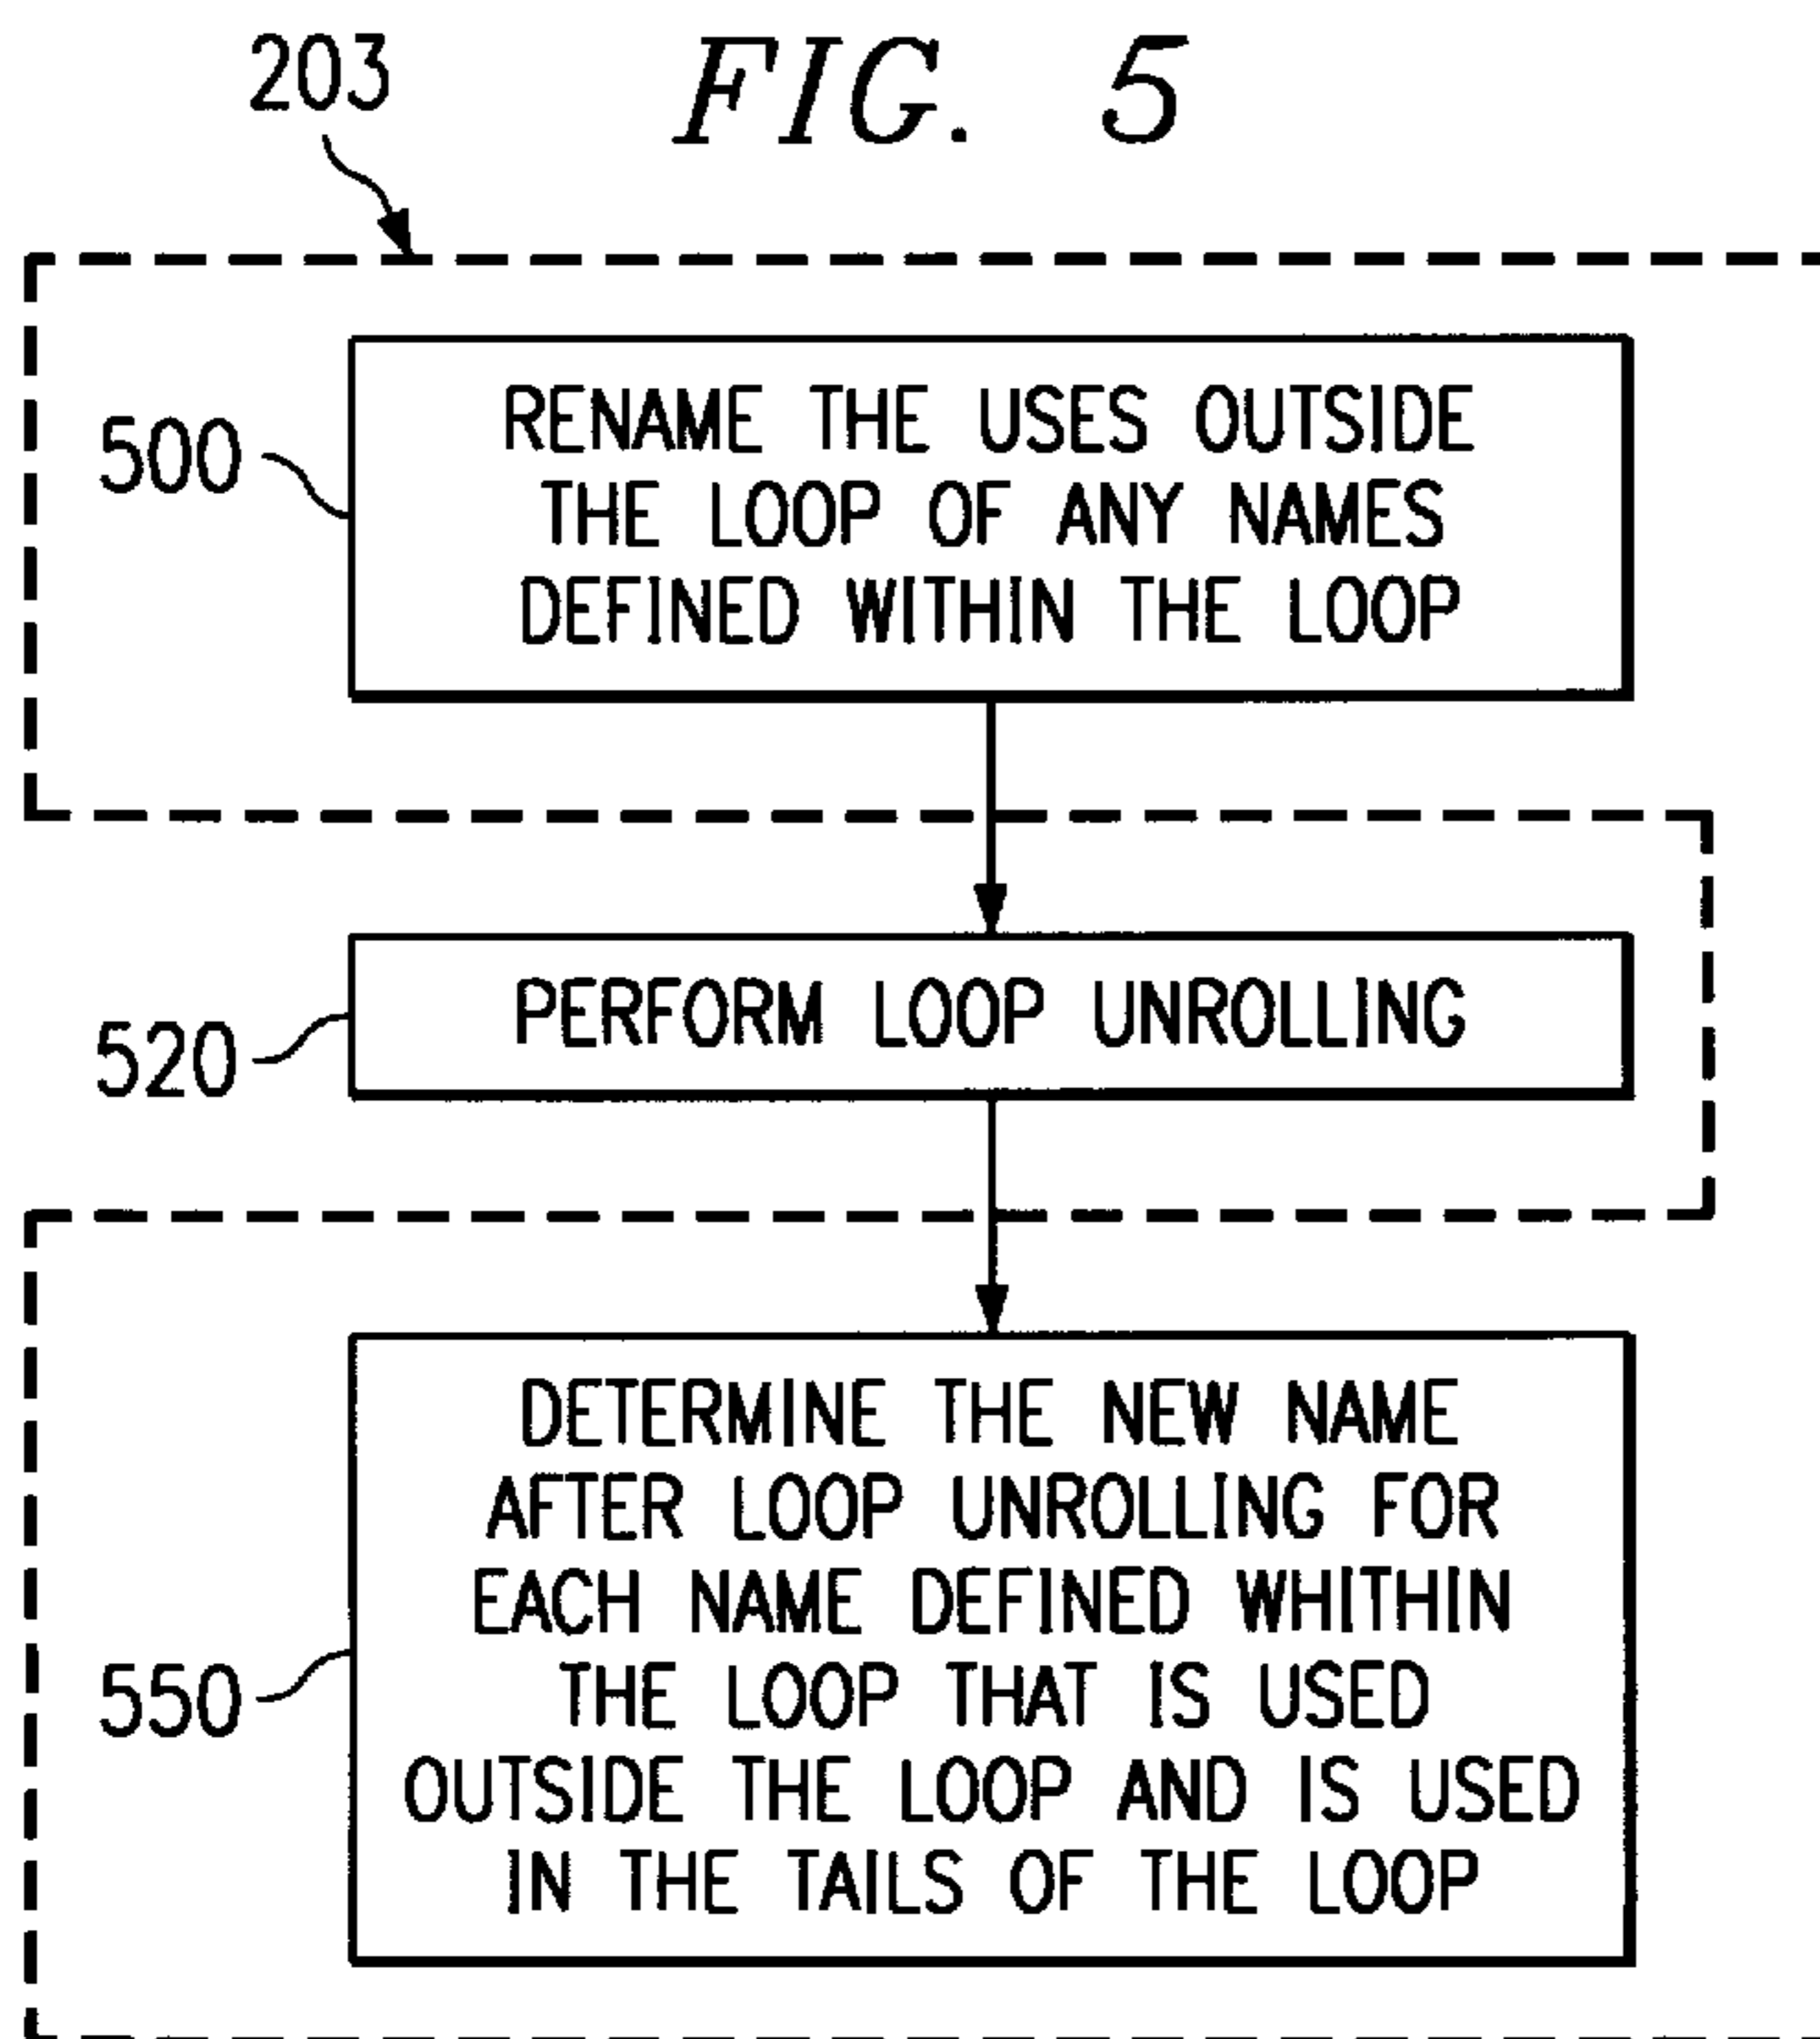 203
FIG. 5
500
RENAME THE USES OUTSIDE
THE LOOP OF ANY NAMES
DEFINED WITHIN THE LOOP
520
PERFORM LOOP UNROLLING
550
DETERMINE THE NEW NAME
AFTER LOOP UNROLLING FOR
EACH NAME DEFINED WHITHIN
THE LOOP THAT IS USED
OUTSIDE THE LOOP AND IS USED
IN THE TAILS OF THE LOOP